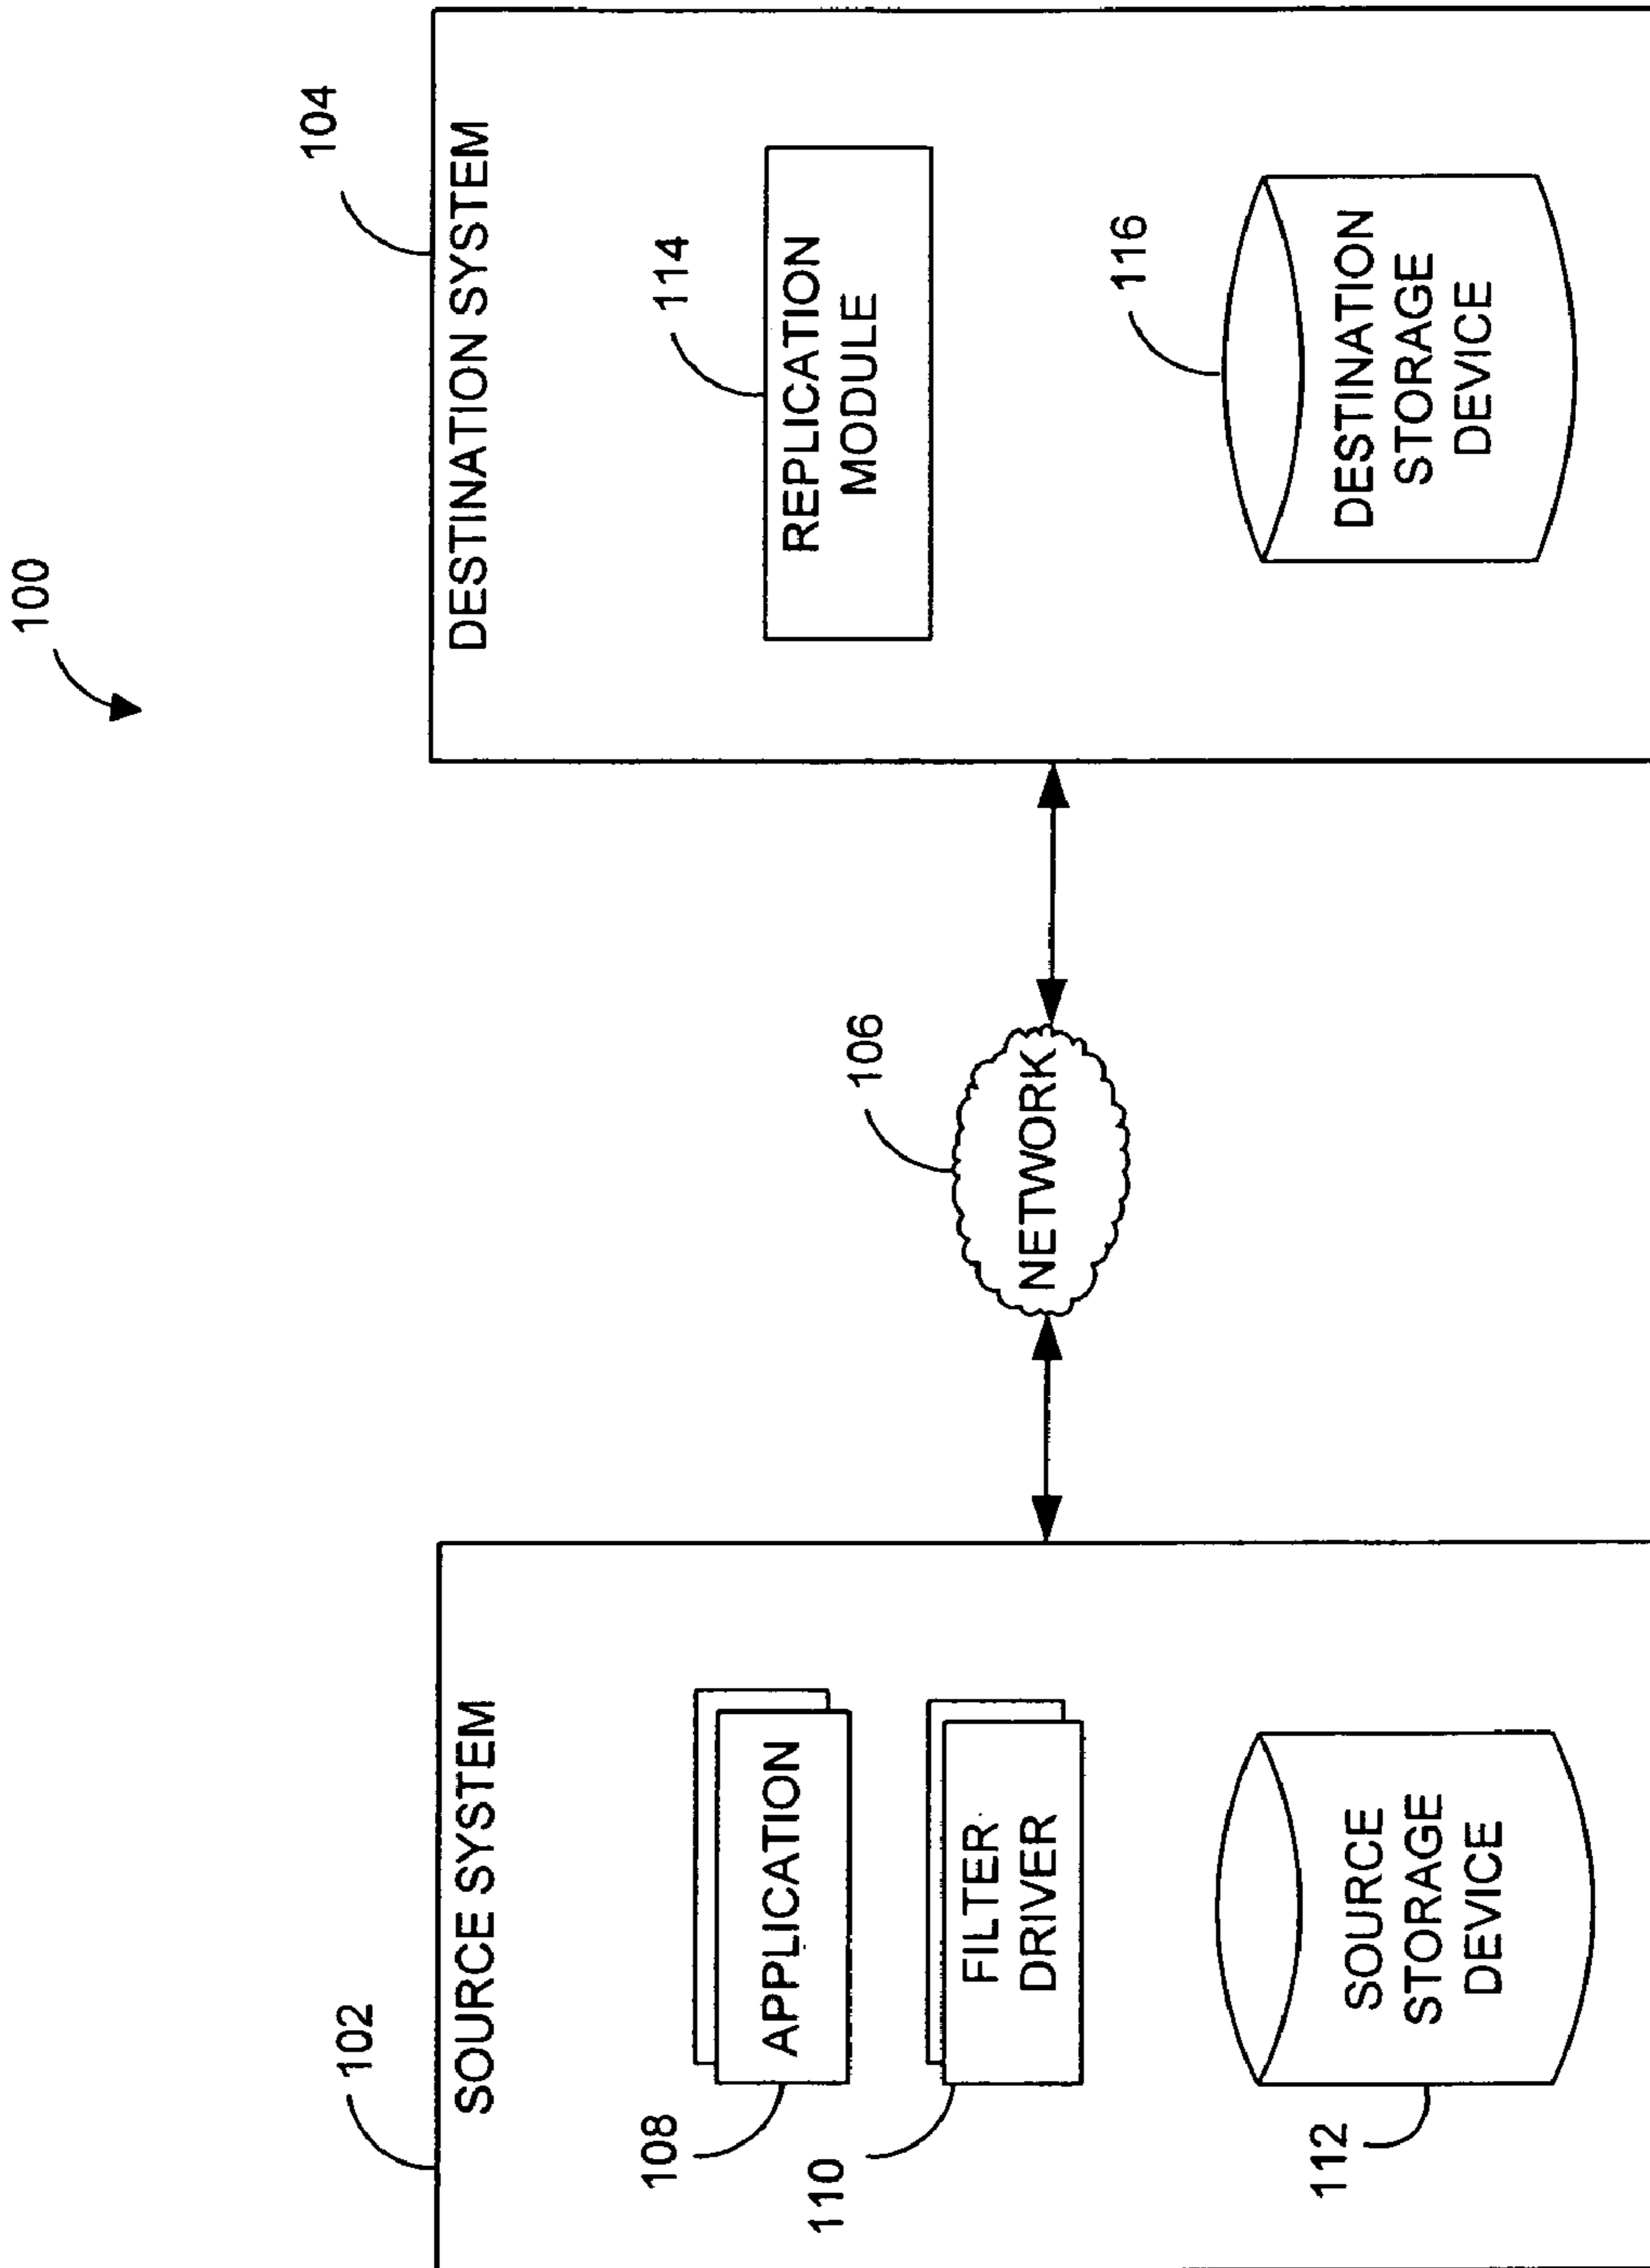 100
102
SOURCE SYSTEM
108
APPLICATION
110
FILTER
DRIVER
112
SOURCE
STORAGE
DEVICE
106
NETWORK
104
DESTINATION SYSTEM
114
REPLICATION
MODULE
116
DESTINATION
STORAGE
DEVICE